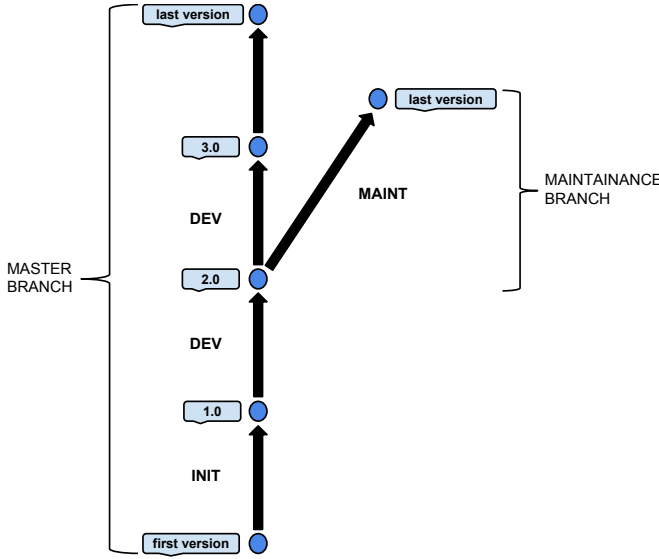 last version
last version
3.0
MAINT
MAINTAINANCE
BRANCH
DEV
MASTER
BRANCH
2.0
DEV
1.0
INIT
first version